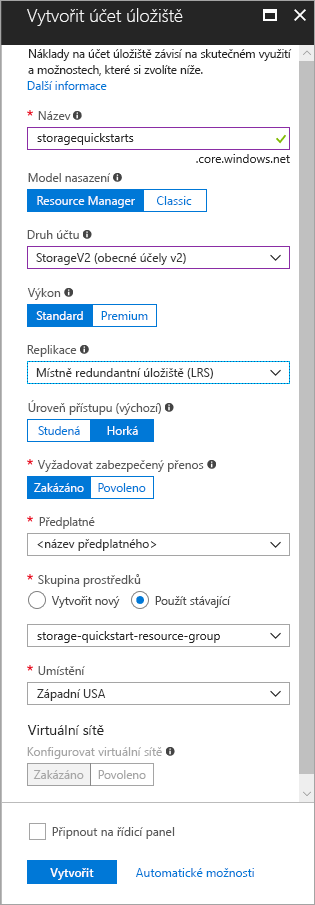 Vytvořit účet úložiště
Náklady na účet úložiště závisí na skutečném využití
a možnostech, které si zvolíte níže.
Další informace
* Název
storagequickstarts
.core.windows.net
Model nasazení
Resource Manager Classic
Druh účtu
StorageV2 (obecné účely v2)
Výkon
Standard Premium
Replikace
Místně redundantní úložiště (LRS)
Úroveň přístupu (výchozí)
Studená Horká
* Vyžadovat zabezpečený přenos
Zakázáno Povoleno
* Předplatné
<název předplatného>
* Skupina prostředků
Vytvořit nový Použít stávající
storage-quickstart-resource-group
* Umístění
Západní USA
Virtuální sítě
Konfigurovat virtuální sítě
Zakázáno Povoleno
Připnout na řídicí panel
Vytvořit Automatické možnosti